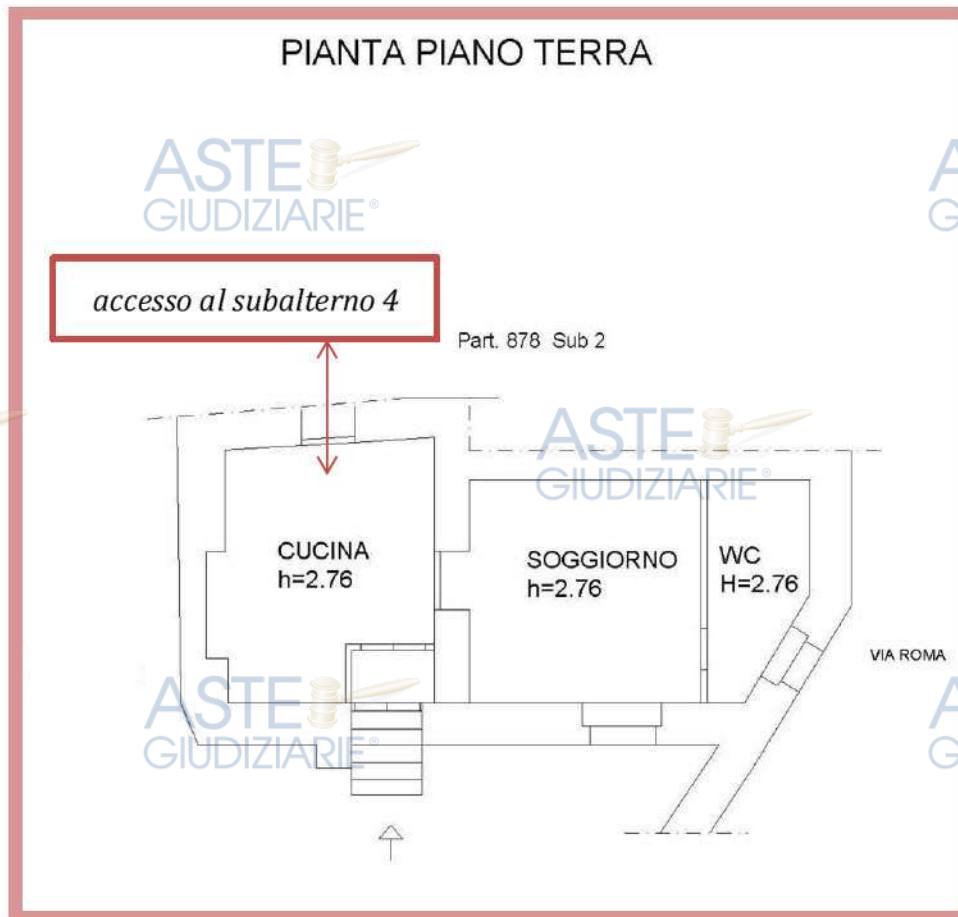 PIANTA PIANO TERRA
ASTE
GIUDIZIARIE®
accesso al subalterno 4
Part. 878 Sub 2
ASTE
GIUDIZIARIE®
CUCINA
h=2.76
SOGGIORNO
h=2.76
WC
H=2.76
VIA ROMA
ASTE
GIUDIZIARIE®